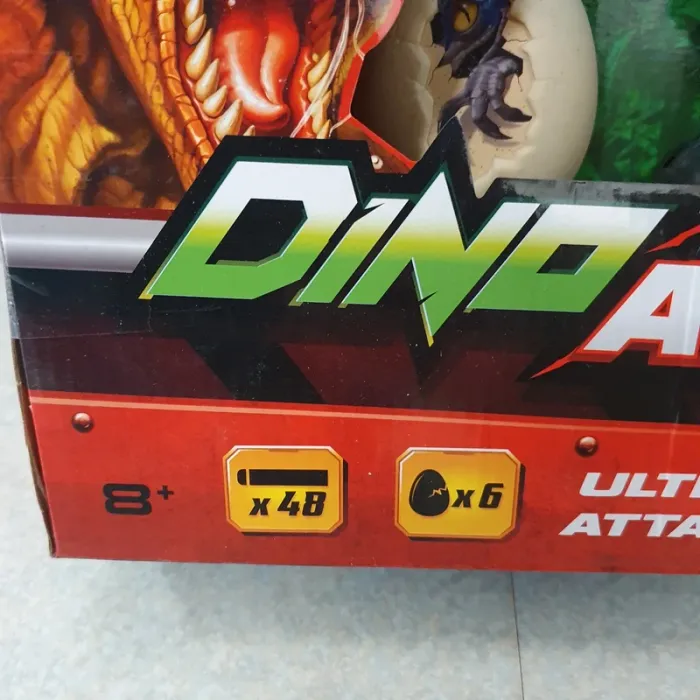 DINO
8+
x 48
x 6